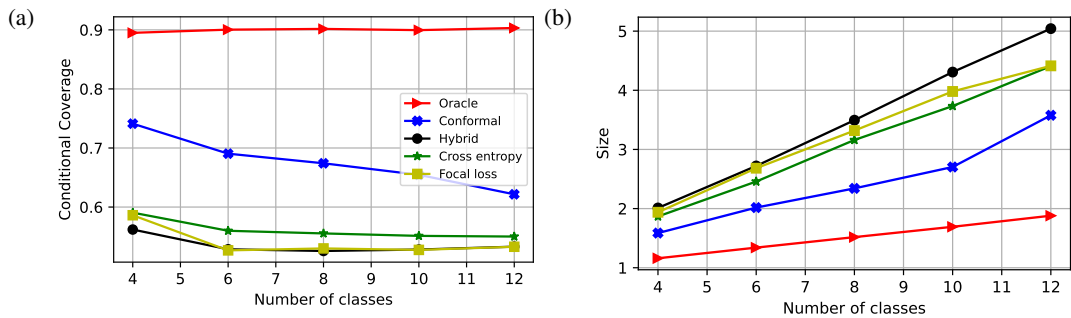 (a)
Conditional Coverage
0.9
0.8
0.7
0.6
4 5 6 7 8 9 10 11 12
Number of classes
Oracle
Conformal
Hybrid
Cross entropy
Focal loss
(b)
Size
5
4
3
2
1
4 5 6 7 8 9 10 11 12
Number of classes